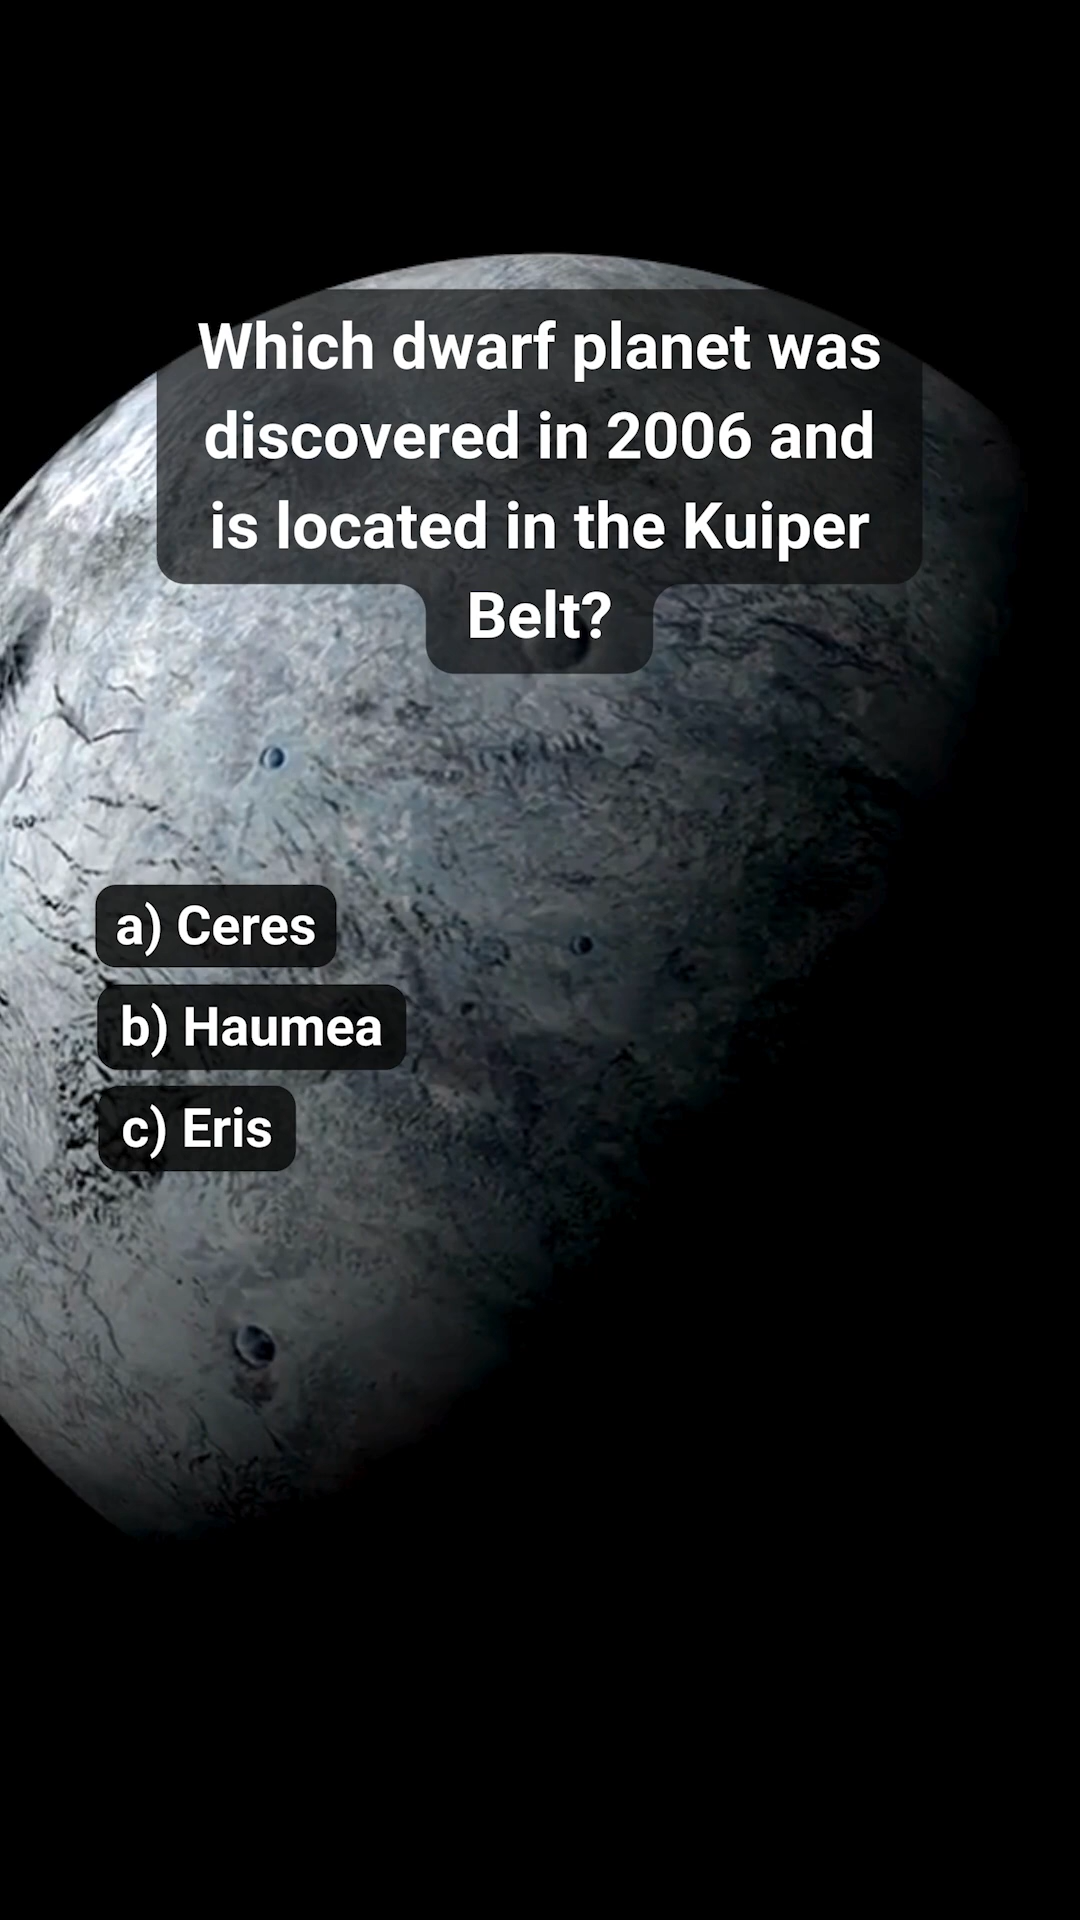 Which dwarf planet was
discovered in 2006 and
is located in the Kuiper
Belt?
a) Ceres
b) Haumea
c) Eris